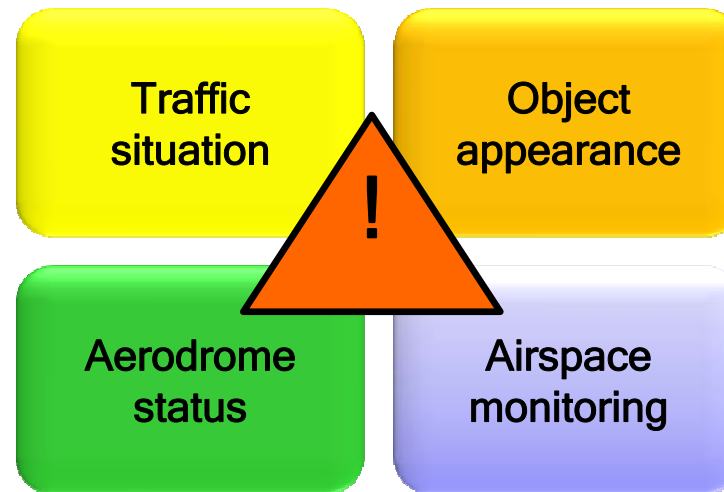 Traffic
situation
Object
appearance
!
Aerodrome
status
Airspace
monitoring